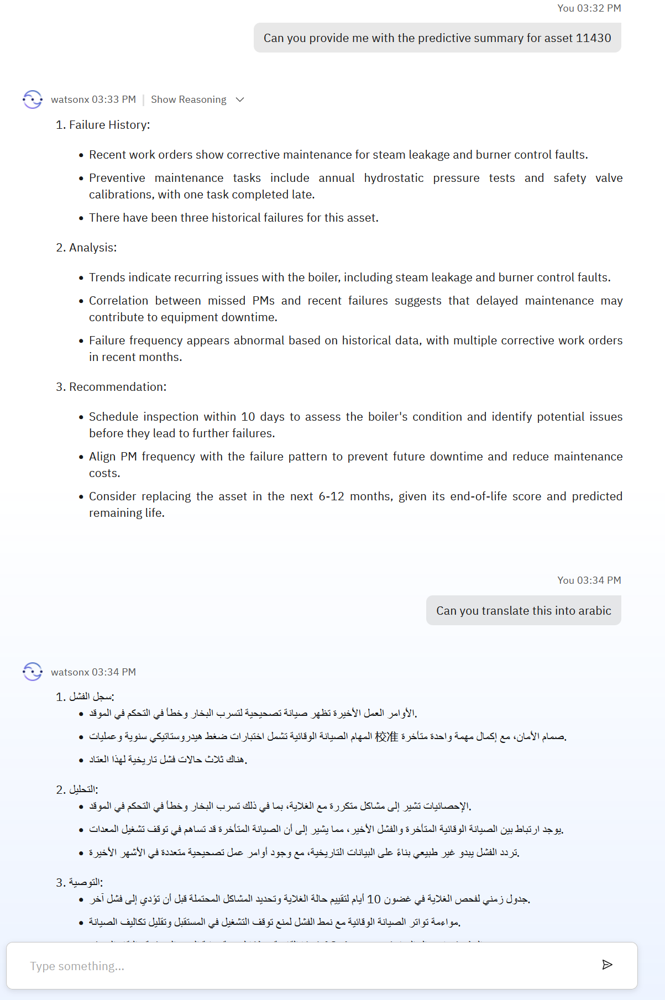 You 03:32 PM
Can you provide me with the predictive summary for asset 11430
watsonx 03:33 PM | Show Reasoning
1. Failure History:
• Recent work orders show corrective maintenance for steam leakage and burner control faults.
• Preventive maintenance tasks include annual hydrostatic pressure tests and safety valve
calibrations, with one task completed late.
• There have been three historical failures for this asset.
2. Analysis:
• Trends indicate recurring issues with the boiler, including steam leakage and burner control faults.
• Correlation between missed PMs and recent failures suggests that delayed maintenance may
contribute to equipment downtime.
• Failure frequency appears abnormal based on historical data, with multiple corrective work orders
in recent months.
3. Recommendation:
• Schedule inspection within 10 days to assess the boiler's condition and identify potential issues
before they lead to further failures.
• Align PM frequency with the failure pattern to prevent future downtime and reduce maintenance
costs.
• Consider replacing the asset in the next 6-12 months, given its end-of-life score and predicted
remaining life.
You 03:34 PM
Can you translate this into arabic
watsonx 03:34 PM
1. سجل الفشل:
• الأوامر العمل الأخيرة تظهر صيانة تصحيحية لتسرب البخار وخطأ في التحكم في الموقد.
• المهام الصيانة الوقائية تشمل اختبارات ضغط هيدروستاتيكي سنوية وعمليات 校准 صمام الأمان، مع إكمال مهمة واحدة متأخرة.
• هناك ثلاث حالات فشل تاريخية لهذا العتاد.
2. التحليل:
• الإحصائيات تشير إلى مشاكل متكررة مع الغلاية، بما في ذلك تسرب البخار وخطأ في التحكم في الموقد.
• يوجد ارتباط بين الصيانة الوقائية المتأخرة والفشل الأخير، مما يشير إلى أن الصيانة المتأخرة قد تساهم في توقف تشغيل المعدات.
• تردد الفشل يبدو غير طبيعي بناءً على البيانات التاريخية، مع وجود أوامر عمل تصحيحية متعددة في الأشهر الأخيرة.
3. التوصية:
• جدول زمني لفحص الغلاية في غضون 10 أيام لتقييم حالة الغلاية وتحديد المشاكل المحتملة قبل أن تؤدي إلى فشل آخر.
• مواءمة تواتر الصيانة الوقائية مع نمط الفشل لمنع توقف التشغيل في المستقبل وتقليل تكاليف الصيانة.
Type something...